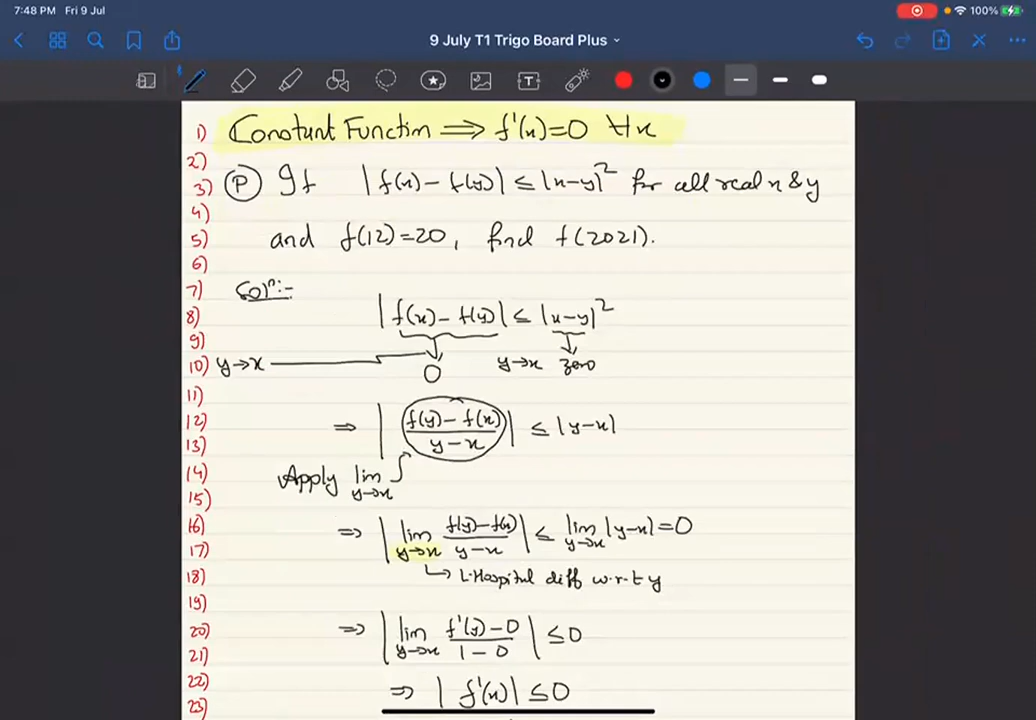 7:48 PM Fri 9 Jul 100%
9 July T1 Trigo Board Plus
1) Constant Function ⟹ f'(x)=0 ∀x
2)
3) (P) If |f(x)-f(y)| ≤ |x-y|² for all real x & y
4)
5) and f(12)=20, find f(2021).
6)
7) Solⁿ:-
8) |f(x)-f(y)| ≤ |x-y|²
9)
10) y→x 0 y→x zero
11)
12) ⇒ |(f(y)-f(x))/(y-x)| ≤ |y-x|
13)
14) Apply lim y→x
15)
16) ⇒ |lim y→x (f(y)-f(x))/(y-x)| ≤ lim y→x |y-x| = 0
17)
18) ↳ L-Hospital diff w.r.t y
19)
20) ⇒ |lim y→x (f'(y)-0)/(1-0)| ≤ 0
21)
22) ⇒ |f'(x)| ≤ 0
23)